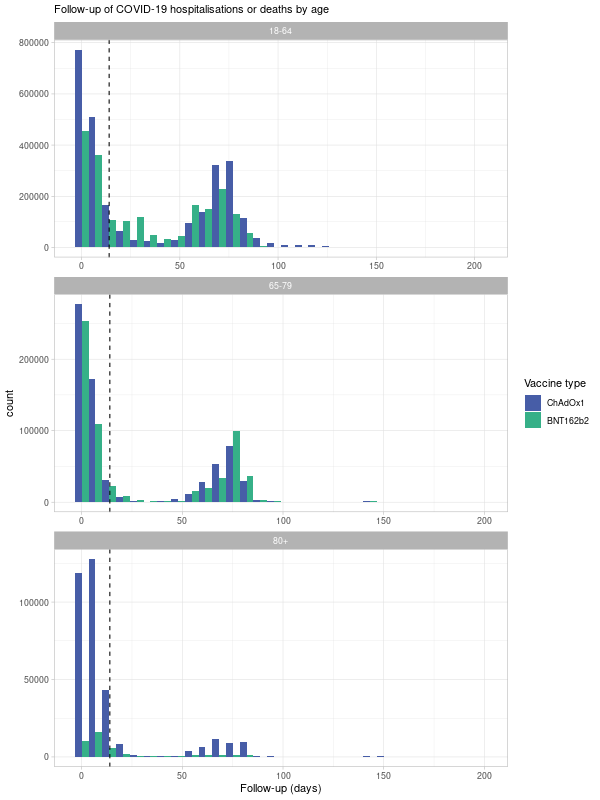 Follow-up of COVID-19 hospitalisations or deaths by age
18-64
800000
600000
400000
200000
0
0 50 100 150 200
65-79
200000
100000
0
0 50 100 150 200
80+
100000
50000
0
0 50 100 150 200
Follow-up (days)
count
Vaccine type
ChAdOx1
BNT162b2